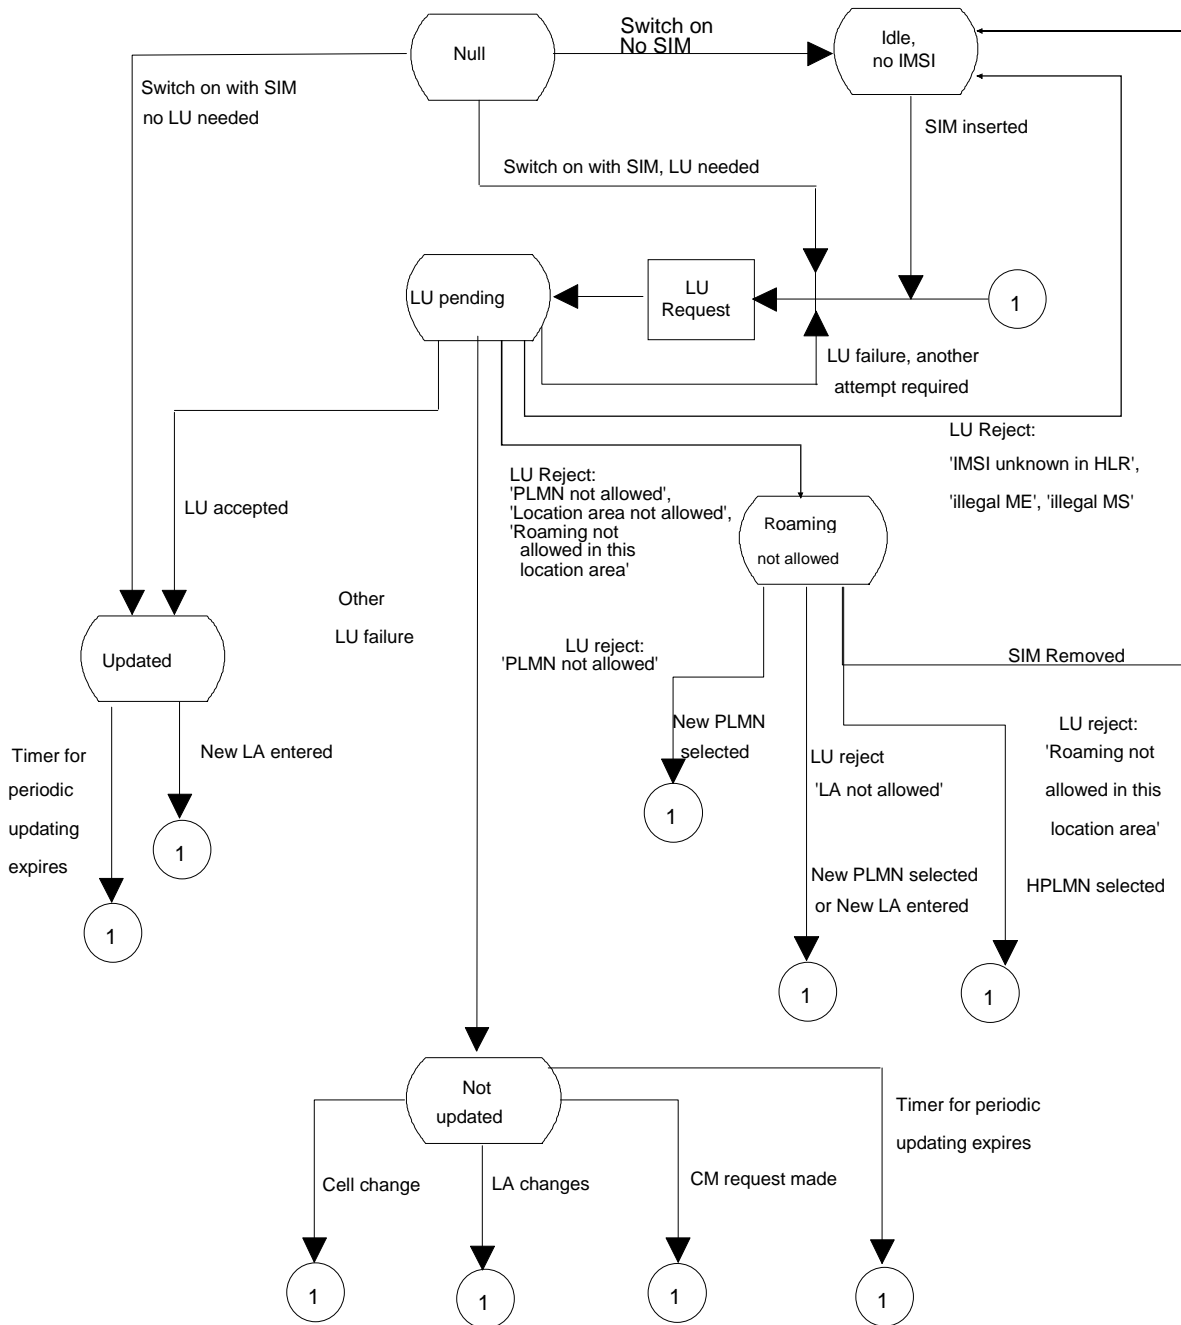 Null
Switch on
No SIM
Idle,
no IMSI
Switch on with SIM
no LU needed
SIM inserted
Switch on with SIM, LU needed
LU pending
LU
Request
1
LU failure, another
attempt required
LU Reject:
'IMSI unknown in HLR',
'illegal ME', 'illegal MS'
LU Reject:
'PLMN not allowed',
'Location area not allowed',
'Roaming not
allowed in this
location area'
LU accepted
Roaming
not allowed
Other
LU failure
LU reject:
'PLMN not allowed'
Updated
SIM Removed
New PLMN
selected
LU reject
'LA not allowed'
LU reject:
'Roaming not
allowed in this
location area'
Timer for
periodic
updating
expires
New LA entered
1
1
1
New PLMN selected
or New LA entered
HPLMN selected
1
1
Not
updated
Timer for periodic
updating expires
Cell change
LA changes
CM request made
1
1
1
1